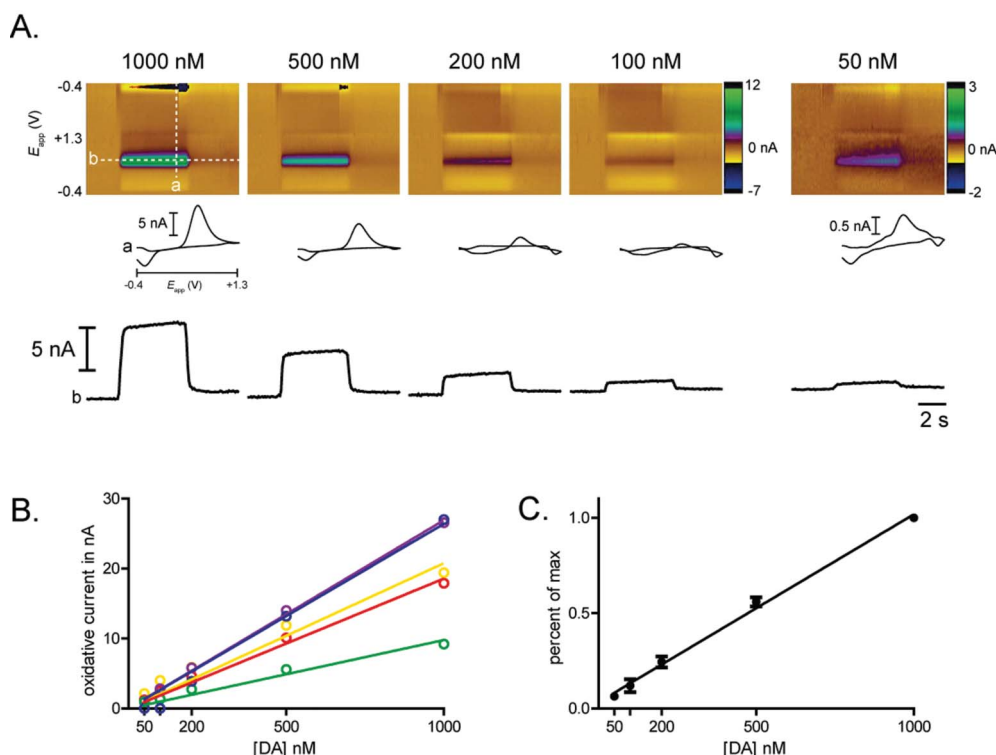 A.
1000 nM 500 nM 200 nM 100 nM 50 nM
-0.4 12 3
Eapp (V) +1.3
b 0 nA 0 nA
-0.4 a -7 -2
5 nA 0.5 nA
a
-0.4 Eapp (V) +1.3
5 nA
b
2 s
B. C.
oxidative current in nA
30
20
10
0
50 200 500 1000
[DA] nM
percent of max
1.0
0.5
0.0
50 200 500 1000
[DA] nM